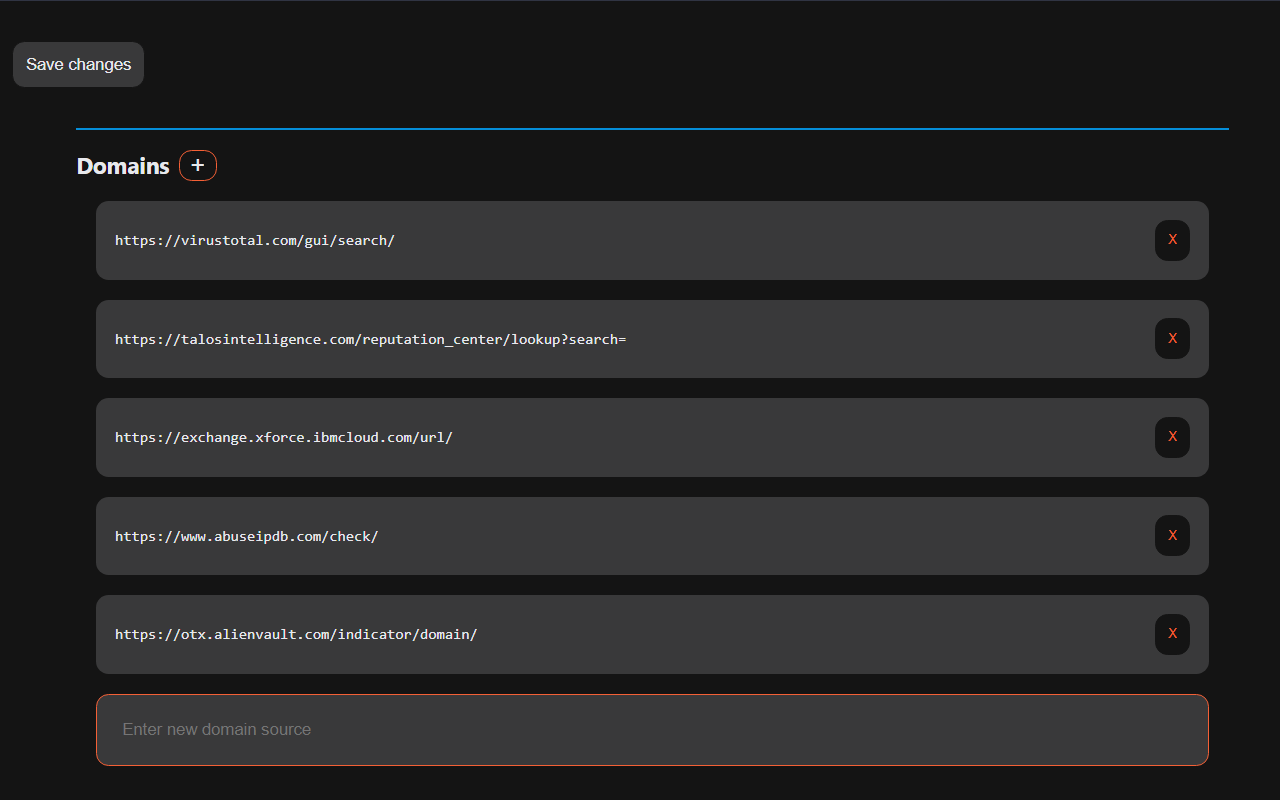 Save changes
Domains +
https://virustotal.com/gui/search/ X
https://talosintelligence.com/reputation_center/lookup?search= X
https://exchange.xforce.ibmcloud.com/url/ X
https://www.abuseipdb.com/check/ X
https://otx.alienvault.com/indicator/domain/ X
Enter new domain source